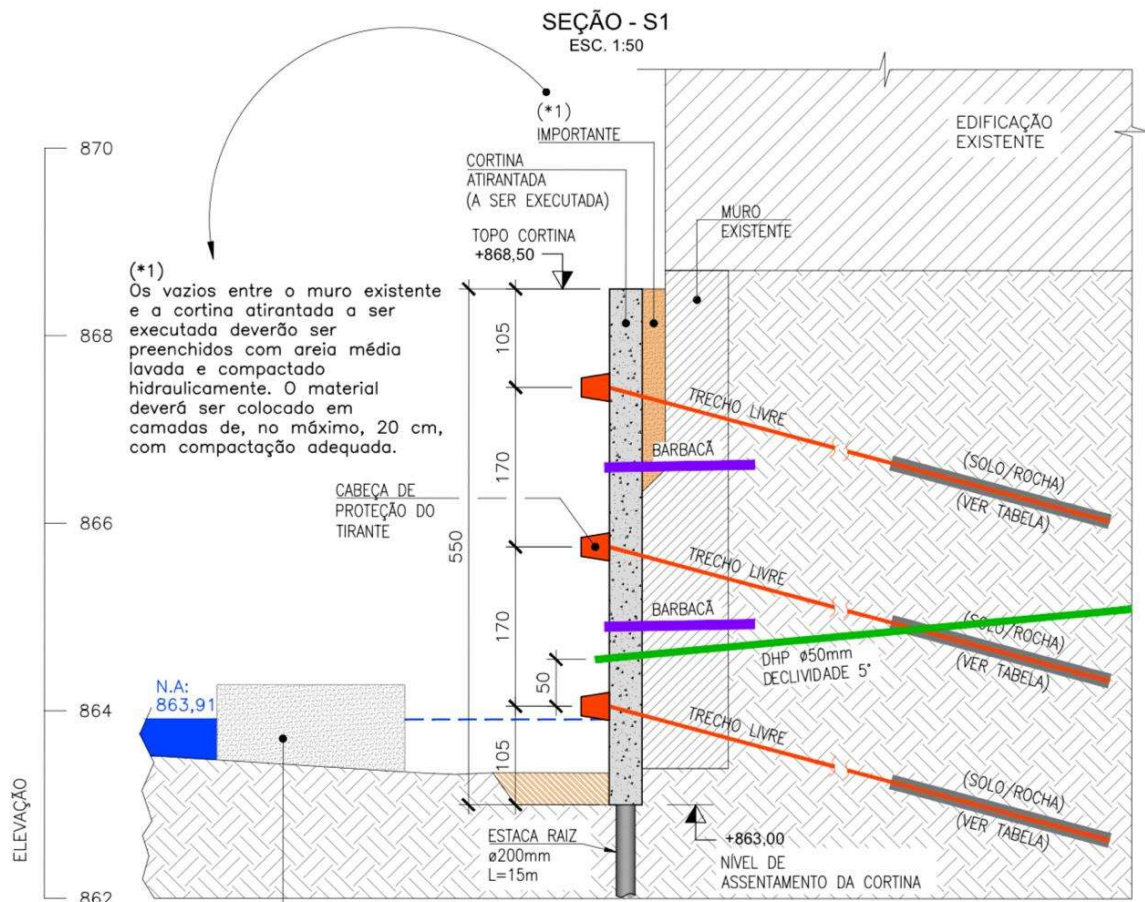 SEÇÃO - S1
ESC. 1:50
(*1)
IMPORTANTE
EDIFICAÇÃO
EXISTENTE
870
CORTINA
ATIRANTADA
(A SER EXECUTADA)
MURO
EXISTENTE
TOPO CORTINA
+868,50
(*1)
Os vazios entre o muro existente
e a cortina atirantada a ser
executada deverão ser
preenchidos com areia média
lavada e compactado
hidraulicamente. O material
deverá ser colocado em
camadas de, no máximo, 20 cm,
com compactação adequada.
868
105
TRECHO LIVRE
BARBACÃ
170
(SOLO/ROCHA)
(VER TABELA)
CABEÇA DE
PROTEÇÃO DO
TIRANTE
866
550
TRECHO LIVRE
BARBACÃ
170
(SOLO/ROCHA)
(VER TABELA)
DHP ø50mm
DECLIVIDADE 5°
50
N.A:
863,91
864
TRECHO LIVRE
105
(SOLO/ROCHA)
(VER TABELA)
ELEVAÇÃO
ESTACA RAIZ
ø200mm
L=15m
+863,00
NÍVEL DE
ASSENTAMENTO DA CORTINA
862